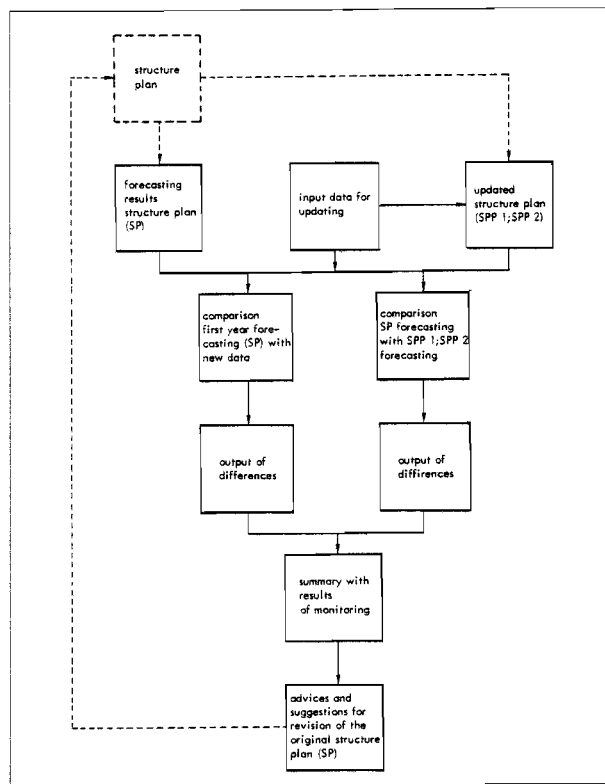 structure
plan
forecasting
results
structure plan
(SP)
input data for
updating
updated
structure plan
(SPP 1;SPP 2)
comparison
first year fore-
casting (SP) with
new data
comparison
SP forecasting
with SPP 1;SPP 2
forecasting
output of
differences
output of
diffirences
summary with
results
of monitoring
advices and
suggestions for
revision of the
original structure
plan (SP)